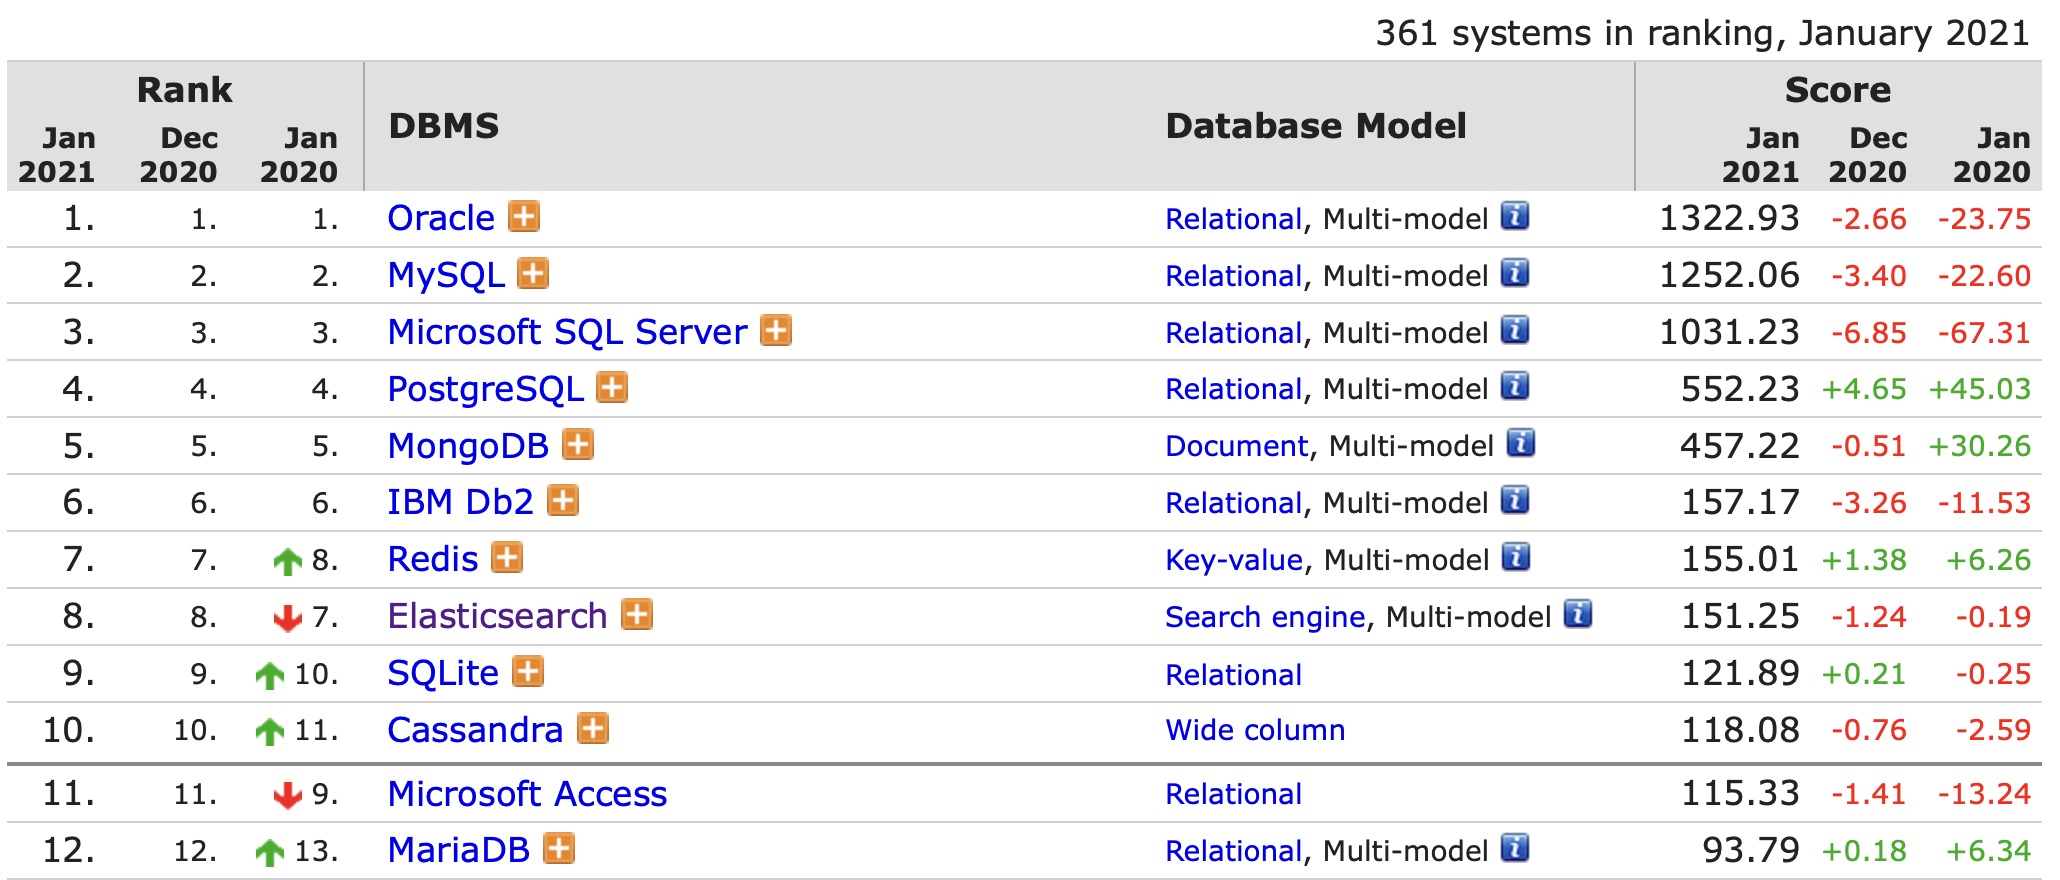 361 systems in ranking, January 2021
Rank DBMS Database Model Score
Jan 2021 Dec 2020 Jan 2020 Jan 2021 Dec 2020 Jan 2020
1. 1. 1. Oracle Relational, Multi-model 1322.93 -2.66 -23.75
2. 2. 2. MySQL Relational, Multi-model 1252.06 -3.40 -22.60
3. 3. 3. Microsoft SQL Server Relational, Multi-model 1031.23 -6.85 -67.31
4. 4. 4. PostgreSQL Relational, Multi-model 552.23 +4.65 +45.03
5. 5. 5. MongoDB Document, Multi-model 457.22 -0.51 +30.26
6. 6. 6. IBM Db2 Relational, Multi-model 157.17 -3.26 -11.53
7. 7. 8. Redis Key-value, Multi-model 155.01 +1.38 +6.26
8. 8. 7. Elasticsearch Search engine, Multi-model 151.25 -1.24 -0.19
9. 9. 10. SQLite Relational 121.89 +0.21 -0.25
10. 10. 11. Cassandra Wide column 118.08 -0.76 -2.59
11. 11. 9. Microsoft Access Relational 115.33 -1.41 -13.24
12. 12. 13. MariaDB Relational, Multi-model 93.79 +0.18 +6.34